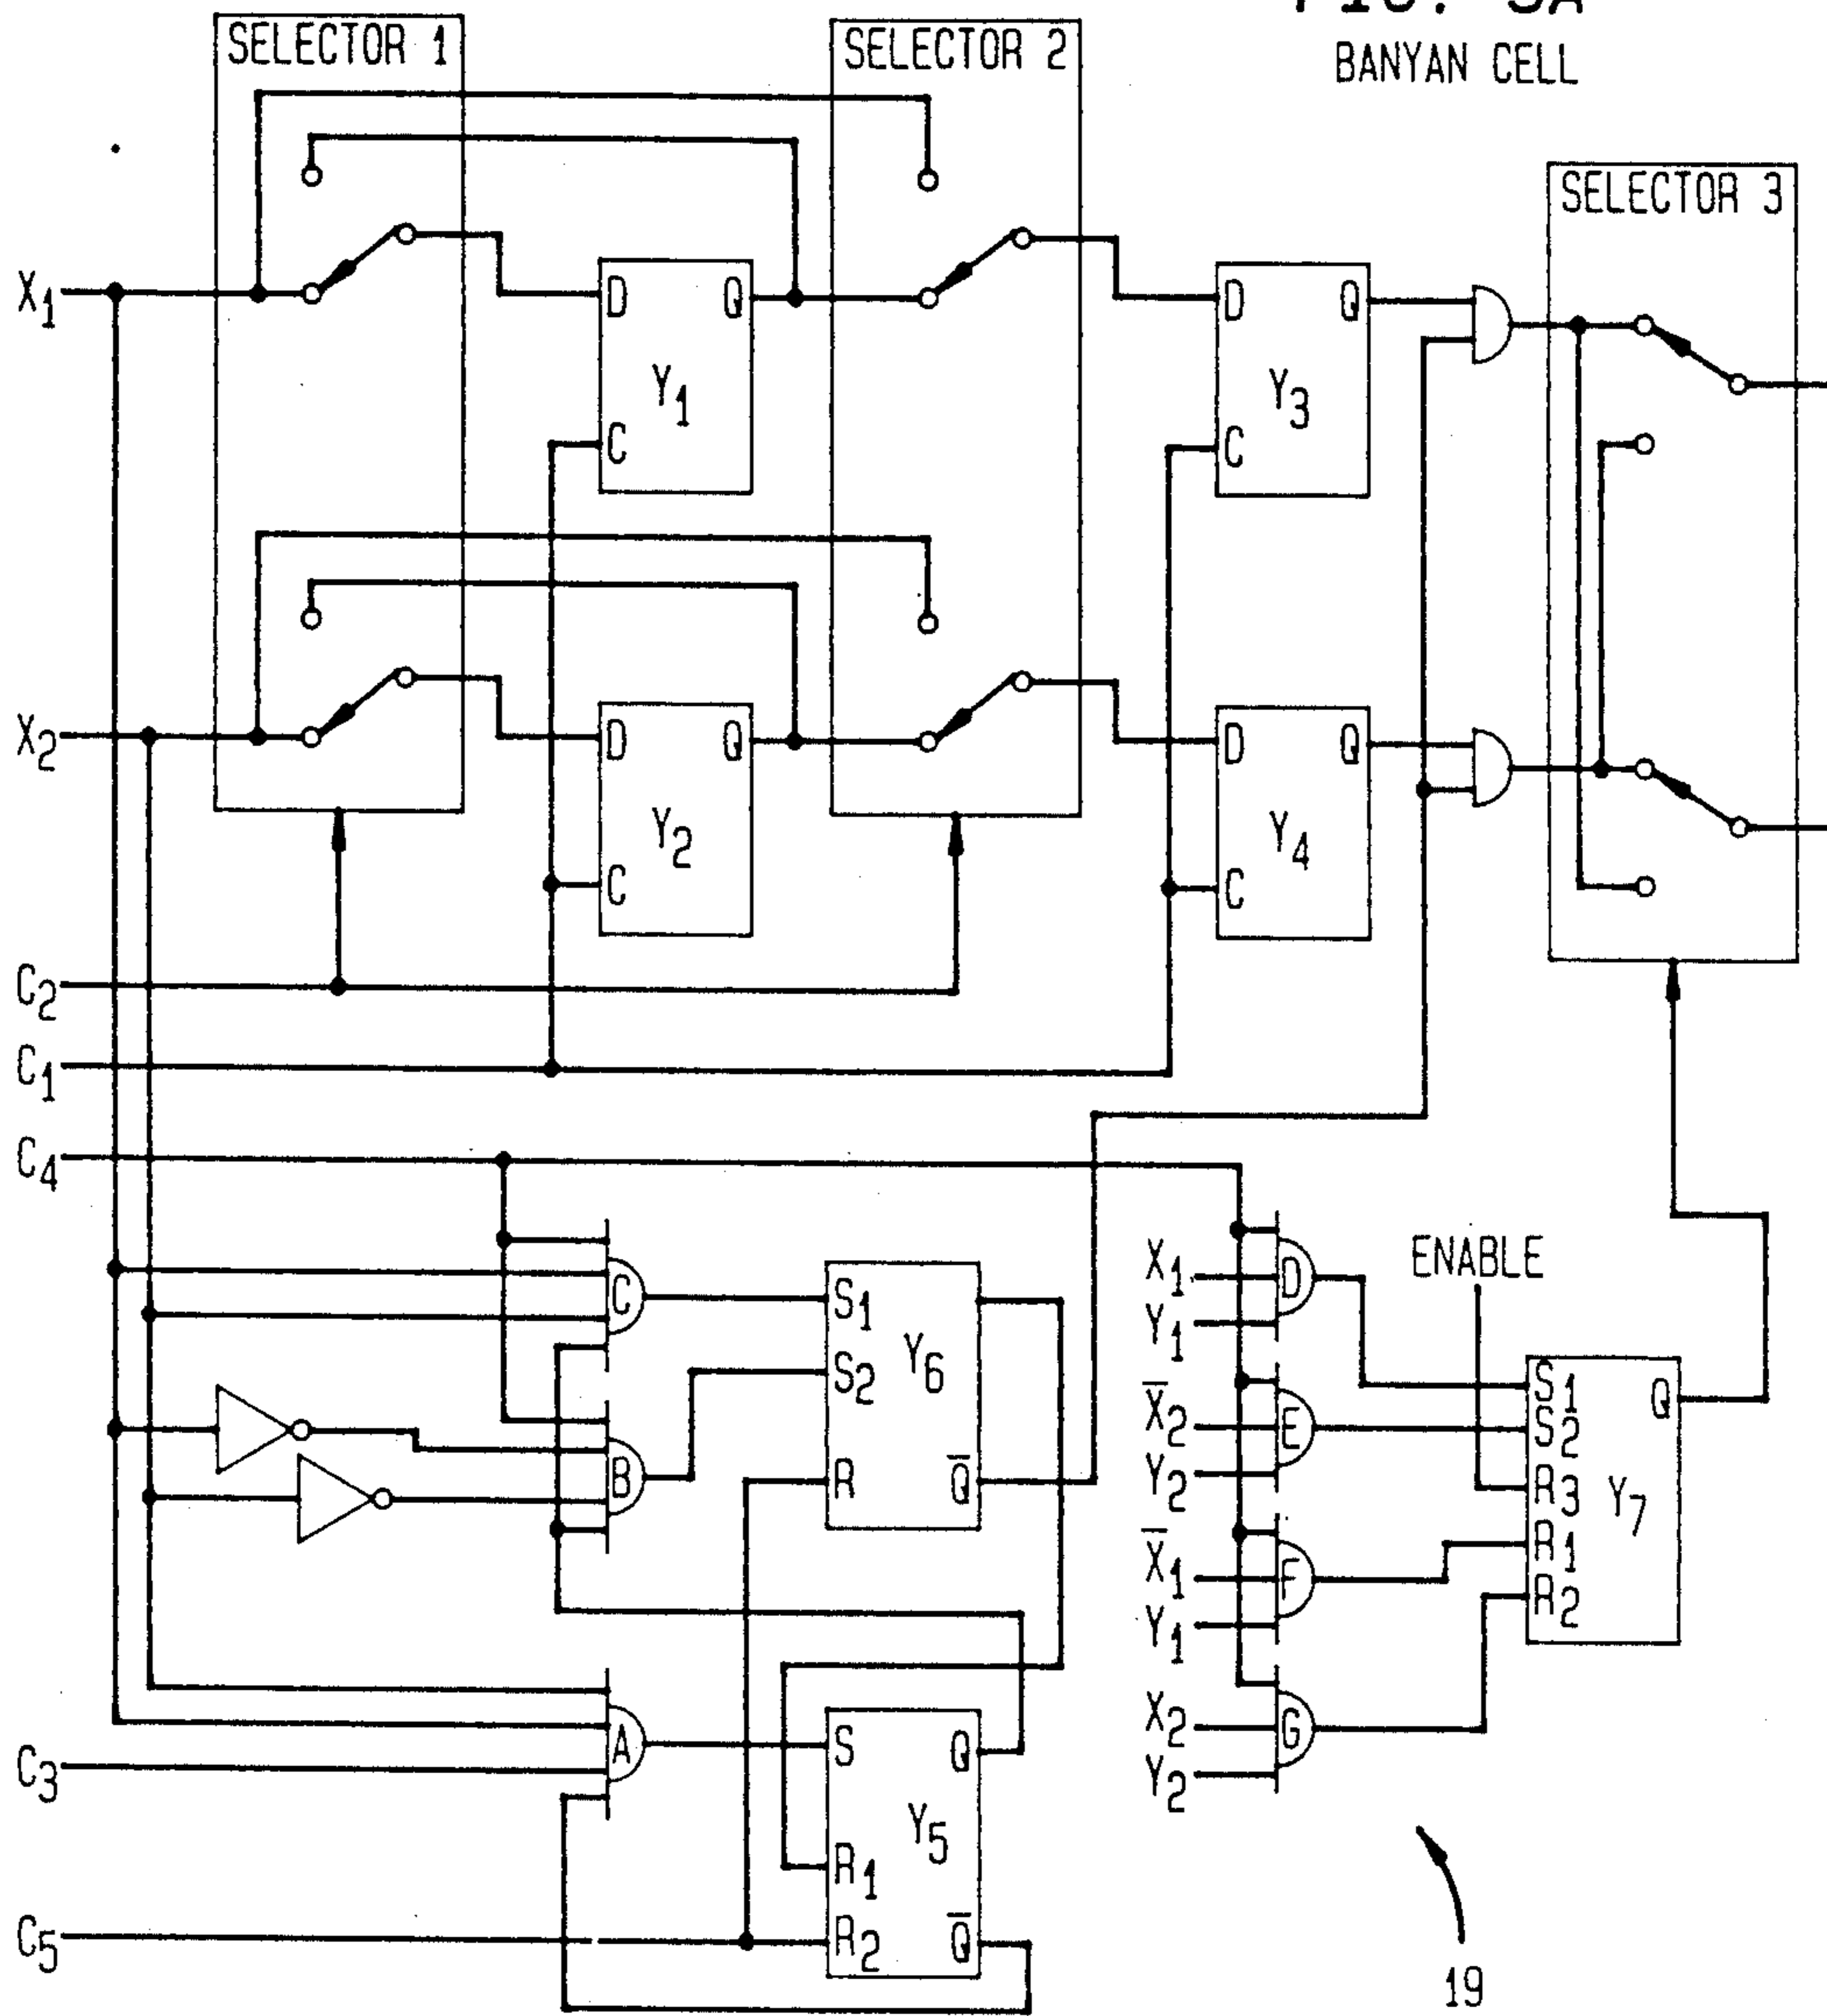 BANYAN CELL
SELECTOR 1
SELECTOR 2
SELECTOR 3
X1
D Q
Y1
C
D Q
Y3
C
X2
D Q
Y2
C
D Q
Y4
C
C2
C1
C4
C
S1
Y6
S2
B
R Q̅
X1
Y1
D
ENABLE
X̅2
Y2
E
X̅1
Y1
F
X2
Y2
G
S1 Q
S2
R3
Y7
R1
R2
A
C3
S Q
Y5
R1
R2 Q̅
C5
19